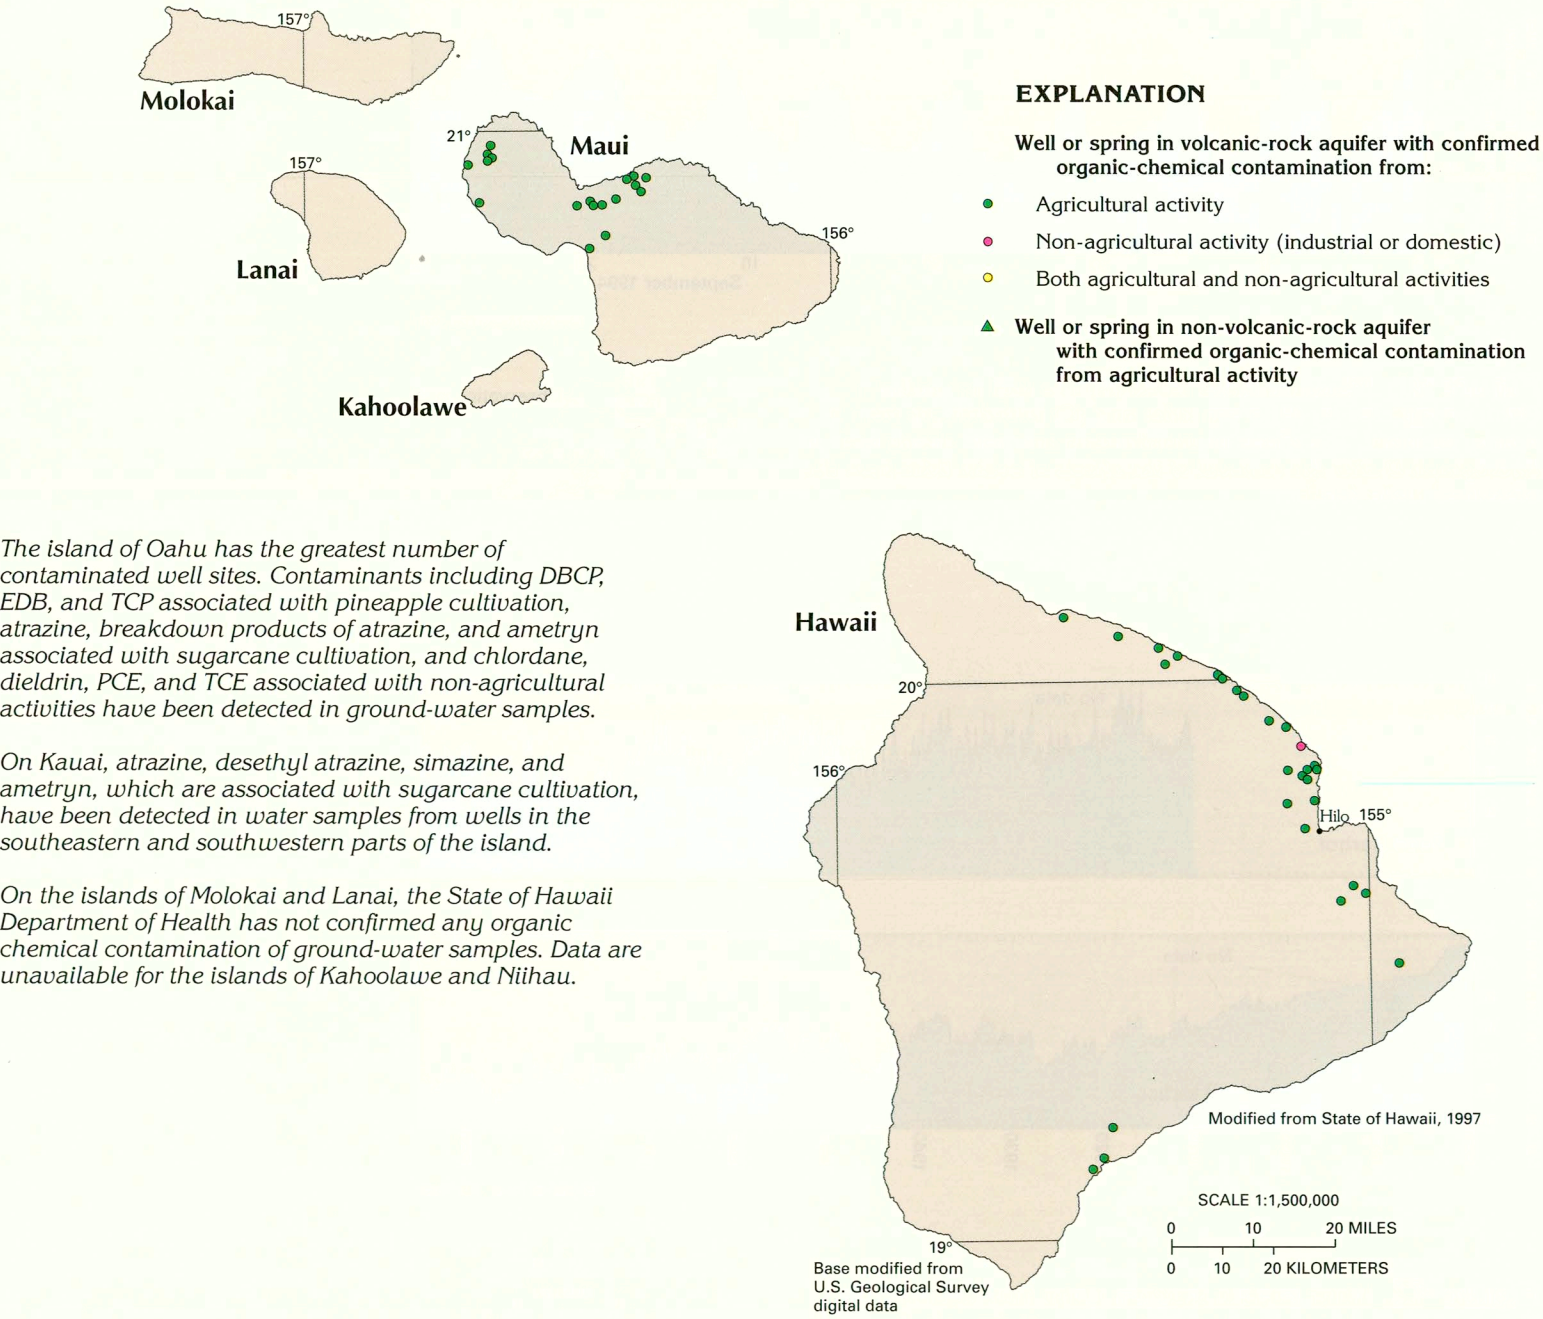 157°
Molokai
21°
Maui
157°
156°
Lanai
Kahoolawe
EXPLANATION
Well or spring in volcanic-rock aquifer with confirmed
organic-chemical contamination from:
Agricultural activity
Non-agricultural activity (industrial or domestic)
Both agricultural and non-agricultural activities
Well or spring in non-volcanic-rock aquifer
with confirmed organic-chemical contamination
from agricultural activity
The island of Oahu has the greatest number of
contaminated well sites. Contaminants including DBCP,
EDB, and TCP associated with pineapple cultivation,
atrazine, breakdown products of atrazine, and ametryn
associated with sugarcane cultivation, and chlordane,
dieldrin, PCE, and TCE associated with non-agricultural
activities have been detected in ground-water samples.
On Kauai, atrazine, desethyl atrazine, simazine, and
ametryn, which are associated with sugarcane cultivation,
have been detected in water samples from wells in the
southeastern and southwestern parts of the island.
On the islands of Molokai and Lanai, the State of Hawaii
Department of Health has not confirmed any organic
chemical contamination of ground-water samples. Data are
unavailable for the islands of Kahoolawe and Niihau.
Hawaii
20°
156°
Hilo
155°
19°
Modified from State of Hawaii, 1997
SCALE 1:1,500,000
0 10 20 MILES
0 10 20 KILOMETERS
Base modified from
U.S. Geological Survey
digital data